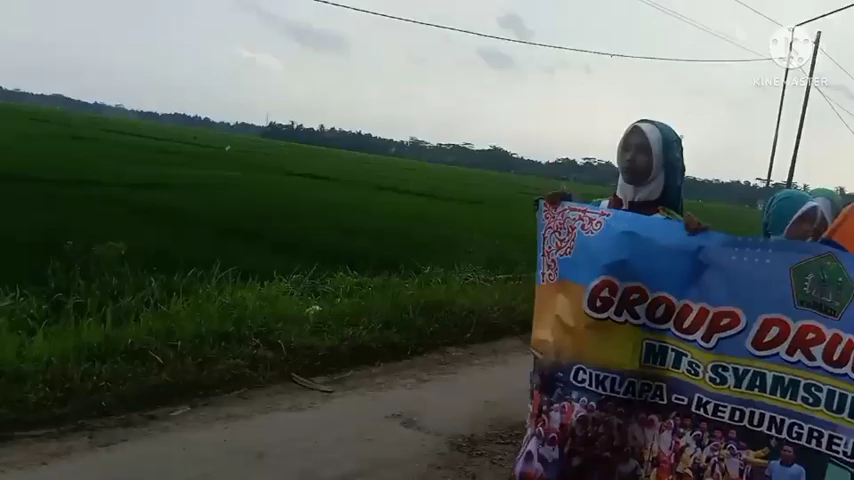 KINEMASTER
GROUP DRU
MTs SYAMSU
CIKLAPA - KEDUNGREJ